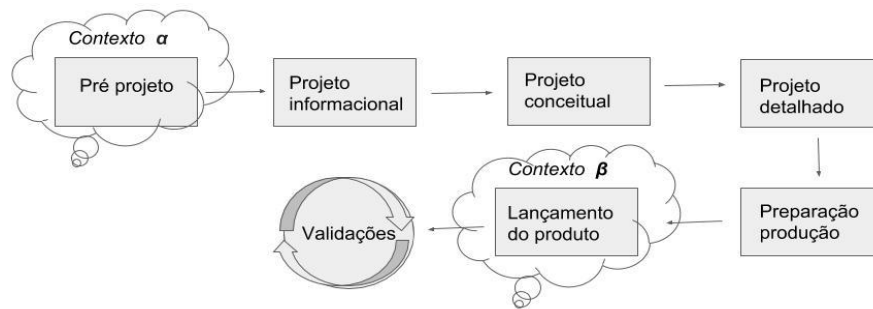 Contexto α
Pré projeto
Projeto
informacional
Projeto
conceitual
Projeto
detalhado
Preparação
produção
Contexto β
Lançamento
do produto
Validações